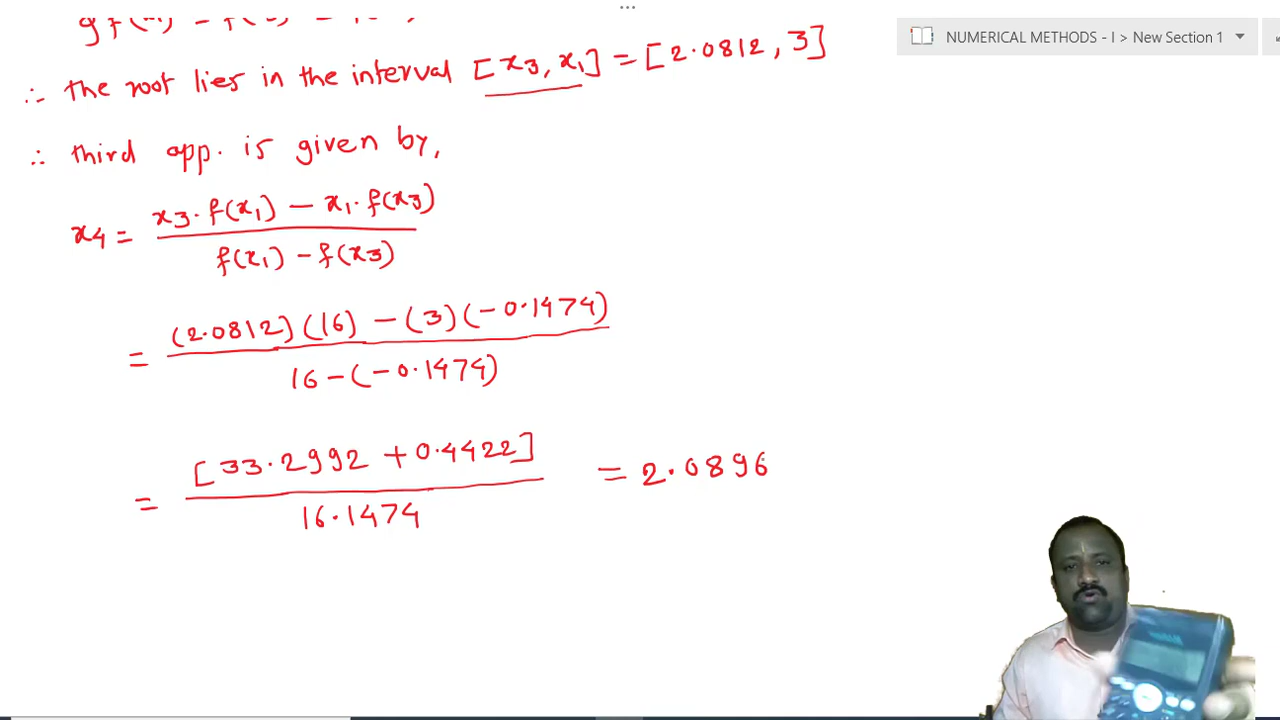 NUMERICAL METHODS - I > New Section 1
∴ the root lies in the interval [x3, x1] = [2.0812, 3]
∴ third app. is given by,
x4 = x3·f(x1) - x1·f(x3)
f(x1) - f(x3)
= (2.0812)(16) - (3)(-0.1474)
16 - (-0.1474)
= [33.2992 + 0.4422] = 2.0896
16.1474